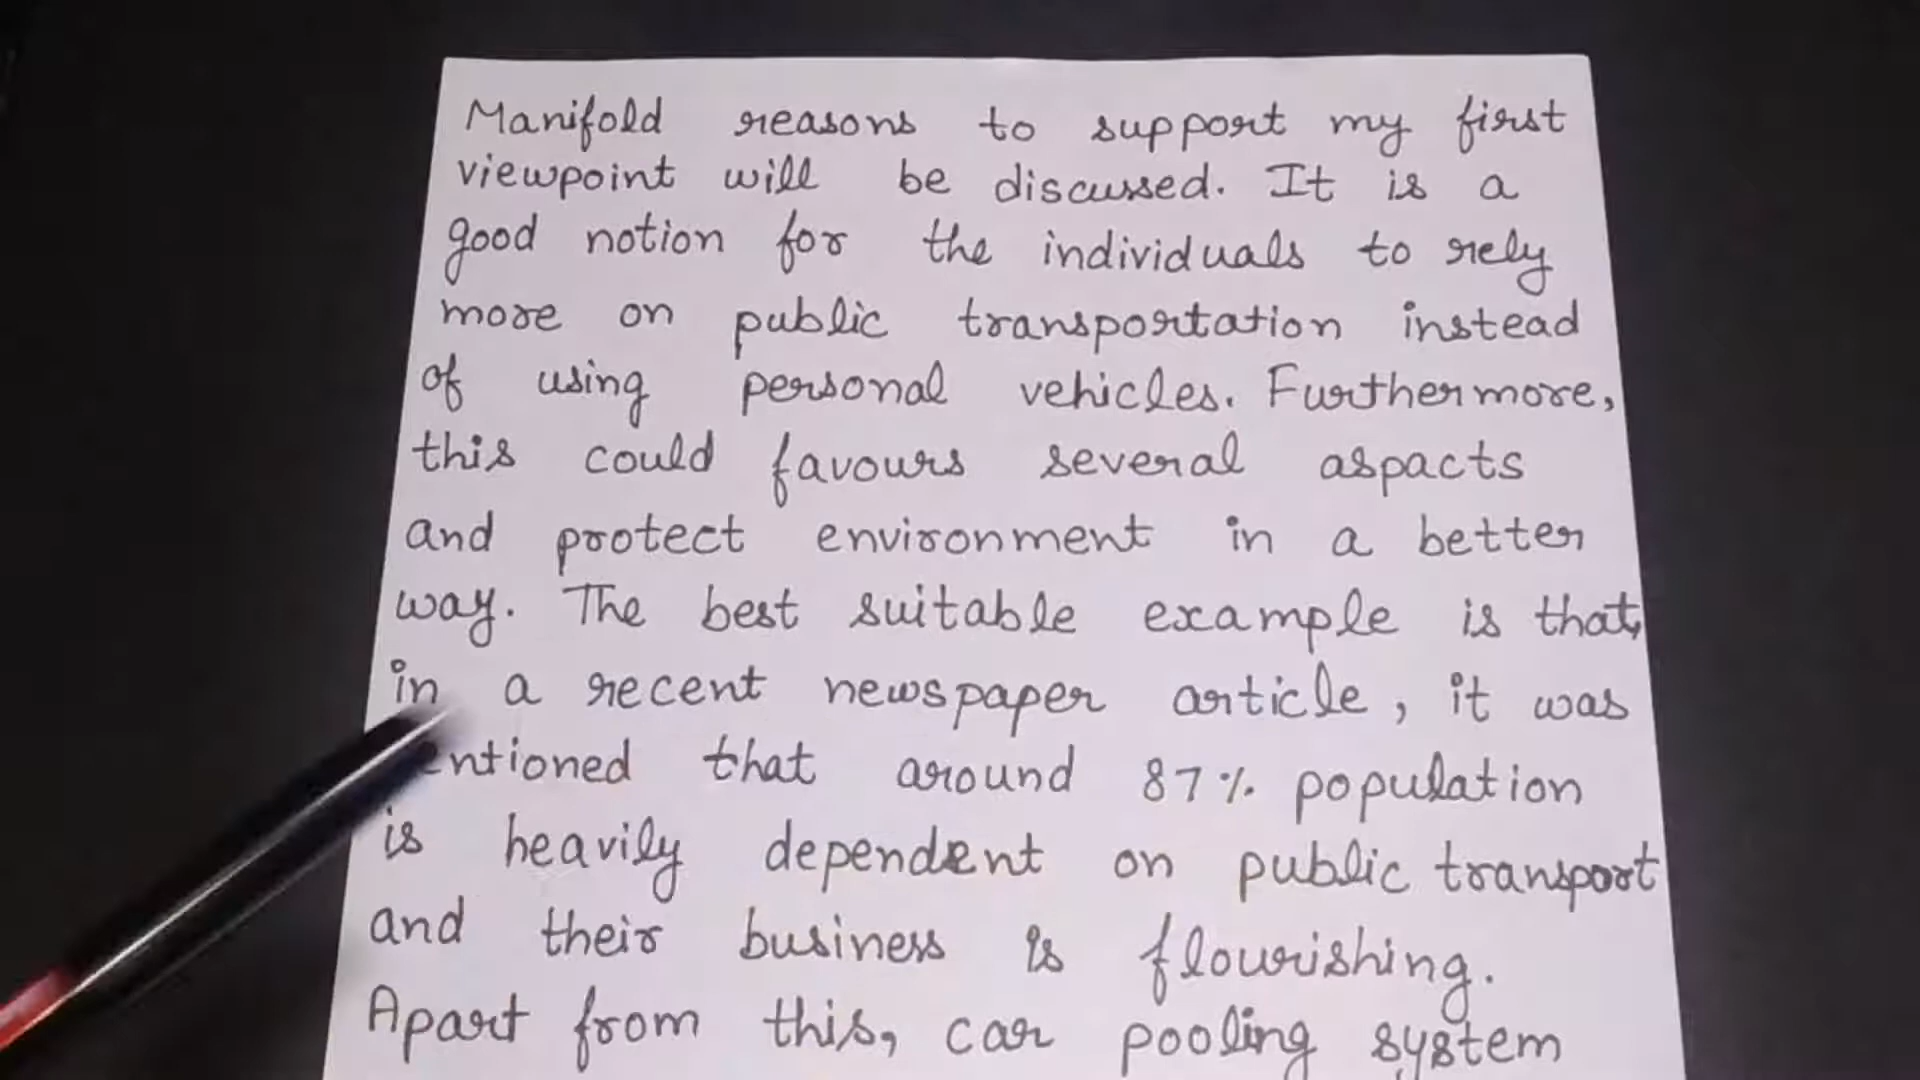 Manifold reasons to support my first
viewpoint will be discussed. It is a
good notion for the individuals to rely
more on public transportation instead
of using personal vehicles. Furthermore,
this could favours several aspacts
and protect environment in a better
way. The best suitable example is that,
in a recent newspaper article, it was
entioned that around 87% population
is heavily dependent on public transport
and their business is flourishing.
Apart from this, car pooling system